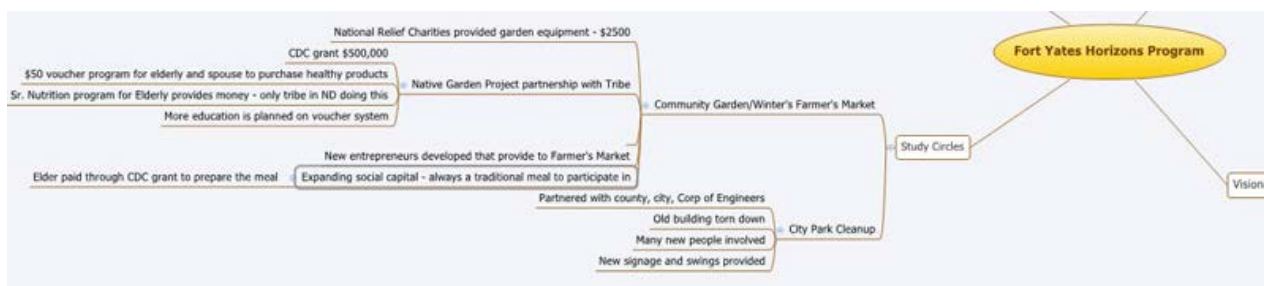 National Relief Charities provided garden equipment - $2500
CDC grant $500,000
$50 voucher program for elderly and spouse to purchase healthy products
Sr. Nutrition program for Elderly provides money - only tribe in ND doing this
More education is planned on voucher system
Native Garden Project partnership with Tribe
New entrepreneurs developed that provide to Farmer's Market
Elder paid through CDC grant to prepare the meal
Expanding social capital - always a traditional meal to participate in
Community Garden/Winter's Farmer's Market
Partnered with county, city, Corp of Engineers
Old building torn down
Many new people involved
New signage and swings provided
City Park Cleanup
Study Circles
Fort Yates Horizons Program
Vision